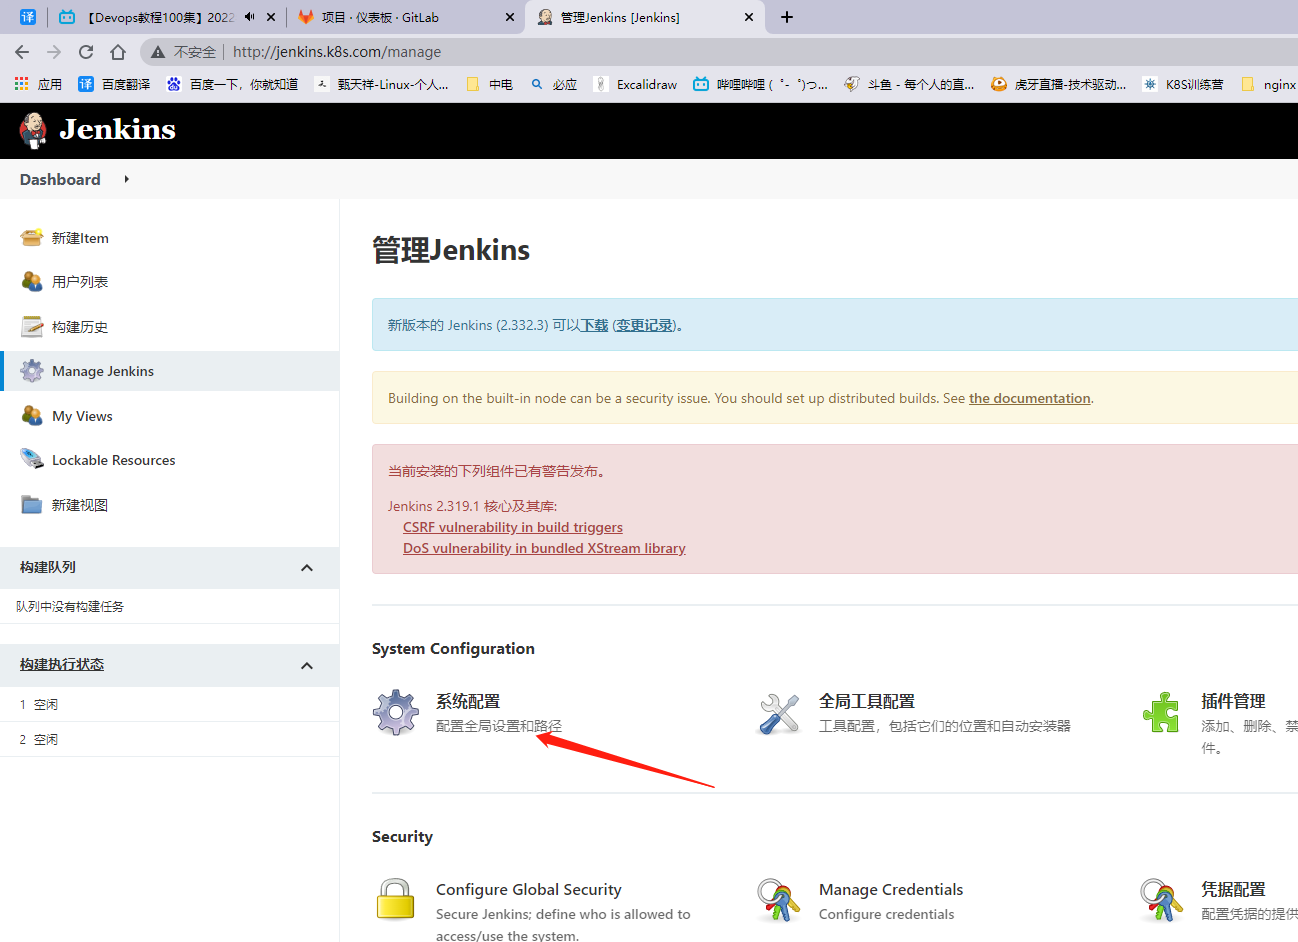 译
【Devops教程100集】2022
项目 · 仪表板 · GitLab
管理Jenkins [Jenkins]
不安全
http://jenkins.k8s.com/manage
应用
译 百度翻译
百度一下，你就知道
甄天祥-Linux-个人...
中电
必应
Excalidraw
哔哩哔哩 (゜-゜)つ...
斗鱼 - 每个人的直...
虎牙直播-技术驱动...
K8S训练营
nginx
Jenkins
Dashboard
新建Item
用户列表
构建历史
Manage Jenkins
My Views
Lockable Resources
新建视图
构建队列
队列中没有构建任务
构建执行状态
1 空闲
2 空闲
管理Jenkins
新版本的 Jenkins (2.332.3) 可以下载 (变更记录)。
Building on the built-in node can be a security issue. You should set up distributed builds. See the documentation.
当前安装的下列组件已有警告发布。
Jenkins 2.319.1 核心及其库:
CSRF vulnerability in build triggers
DoS vulnerability in bundled XStream library
System Configuration
系统配置
配置全局设置和路径
全局工具配置
工具配置，包括它们的位置和自动安装器
插件管理
添加、删除、禁
件。
Security
Configure Global Security
Secure Jenkins; define who is allowed to
access/use the system.
Manage Credentials
Configure credentials
凭据配置
配置凭据的提供